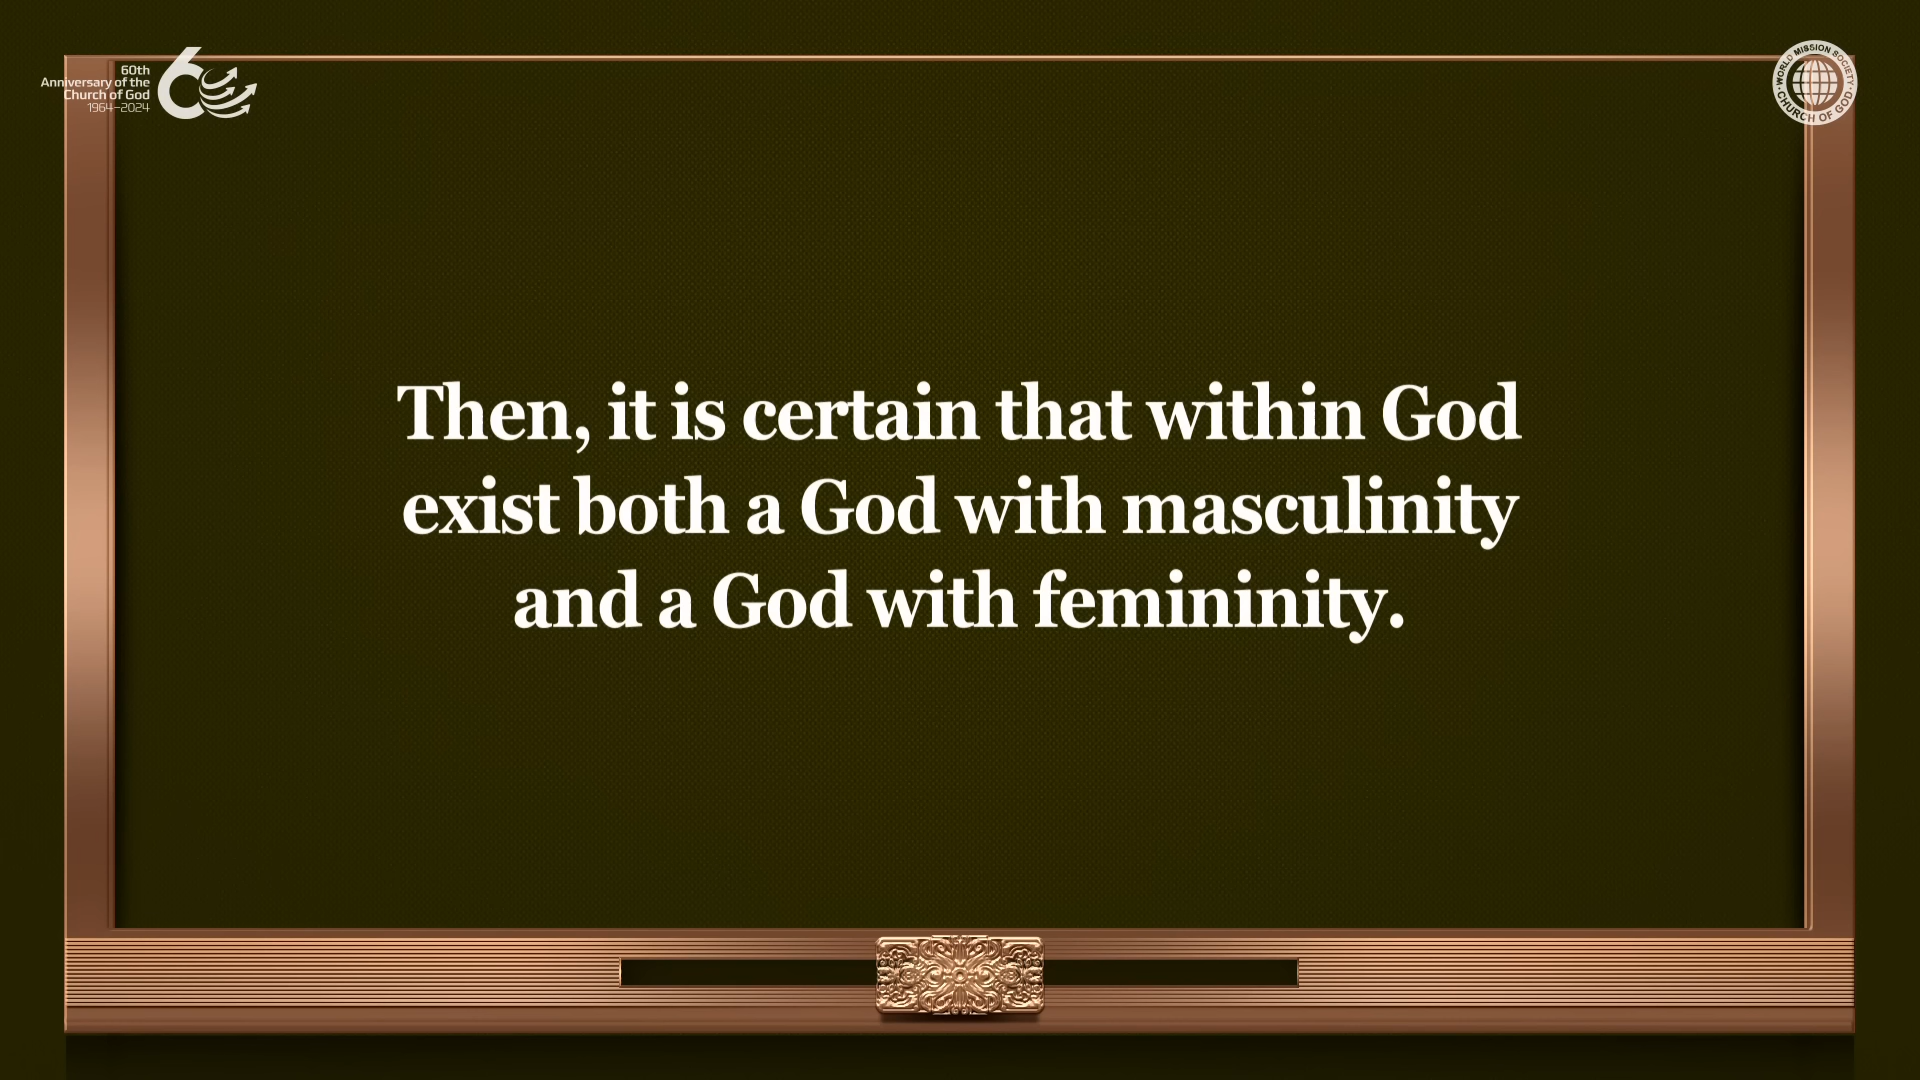 60th
Anniversary of the
Church of God
1964–2024
WORLD MISSION SOCIETY
CHURCH OF GOD
Then, it is certain that within God
exist both a God with masculinity
and a God with femininity.